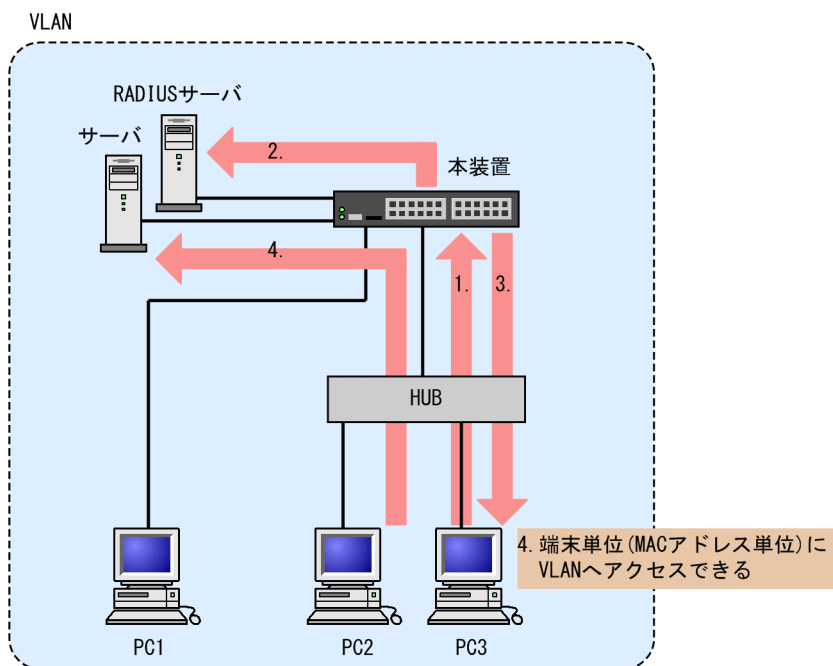 VLAN
RADIUSサーバ
サーバ
2.
本装置
4.
1.
3.
HUB
4. 端末単位(MACアドレス単位)に
VLANへアクセスできる
PC1
PC2
PC3